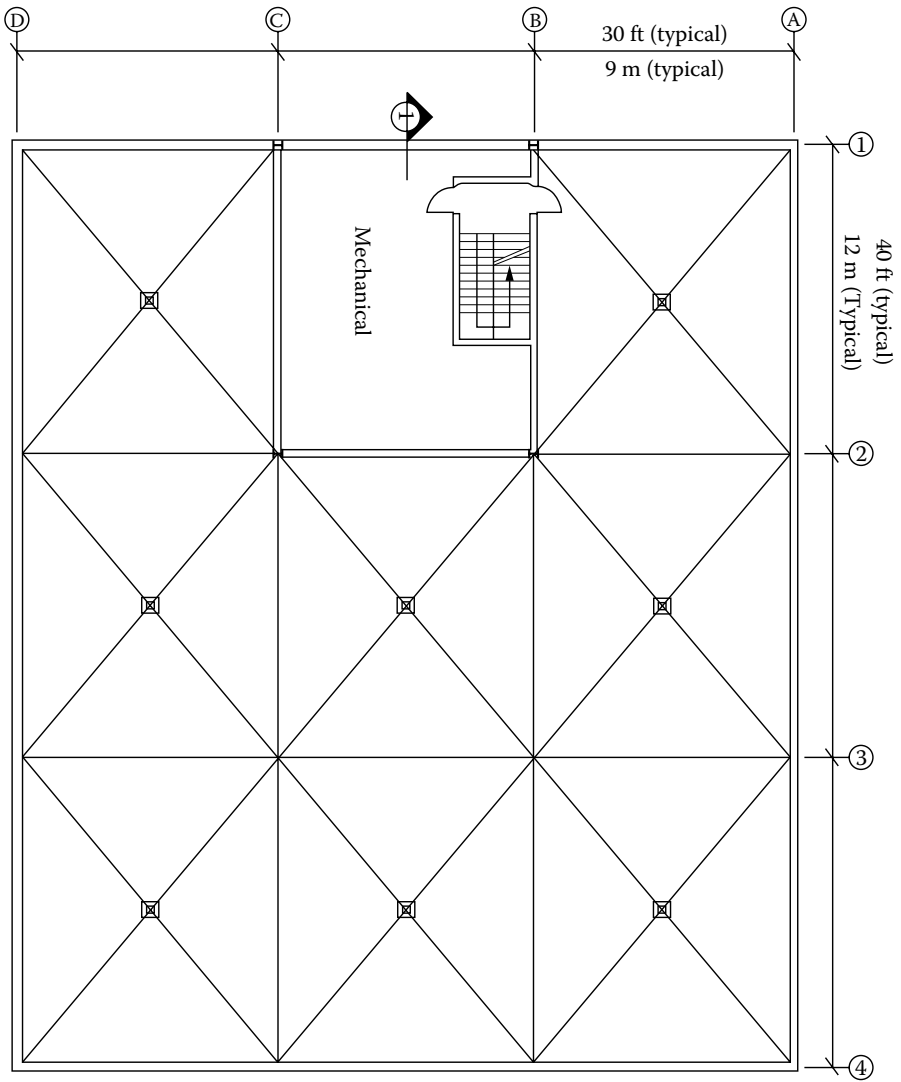 D
C
B
A
30 ft (typical)
9 m (typical)
1
1
Mechanical
40 ft (typical)
12 m (Typical)
2
3
4